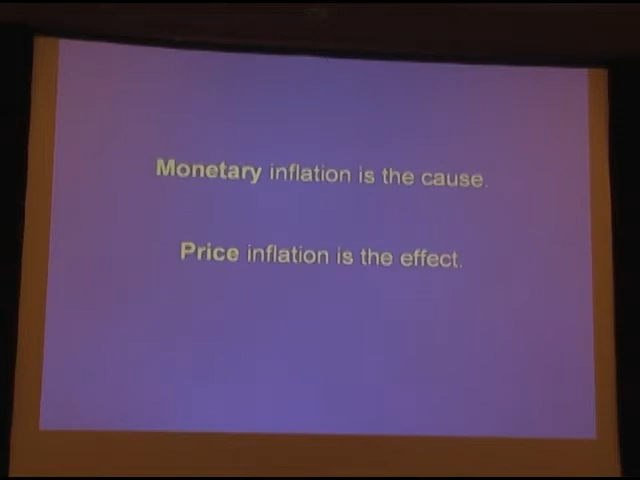 Monetary inflation is the cause.
Price inflation is the effect.